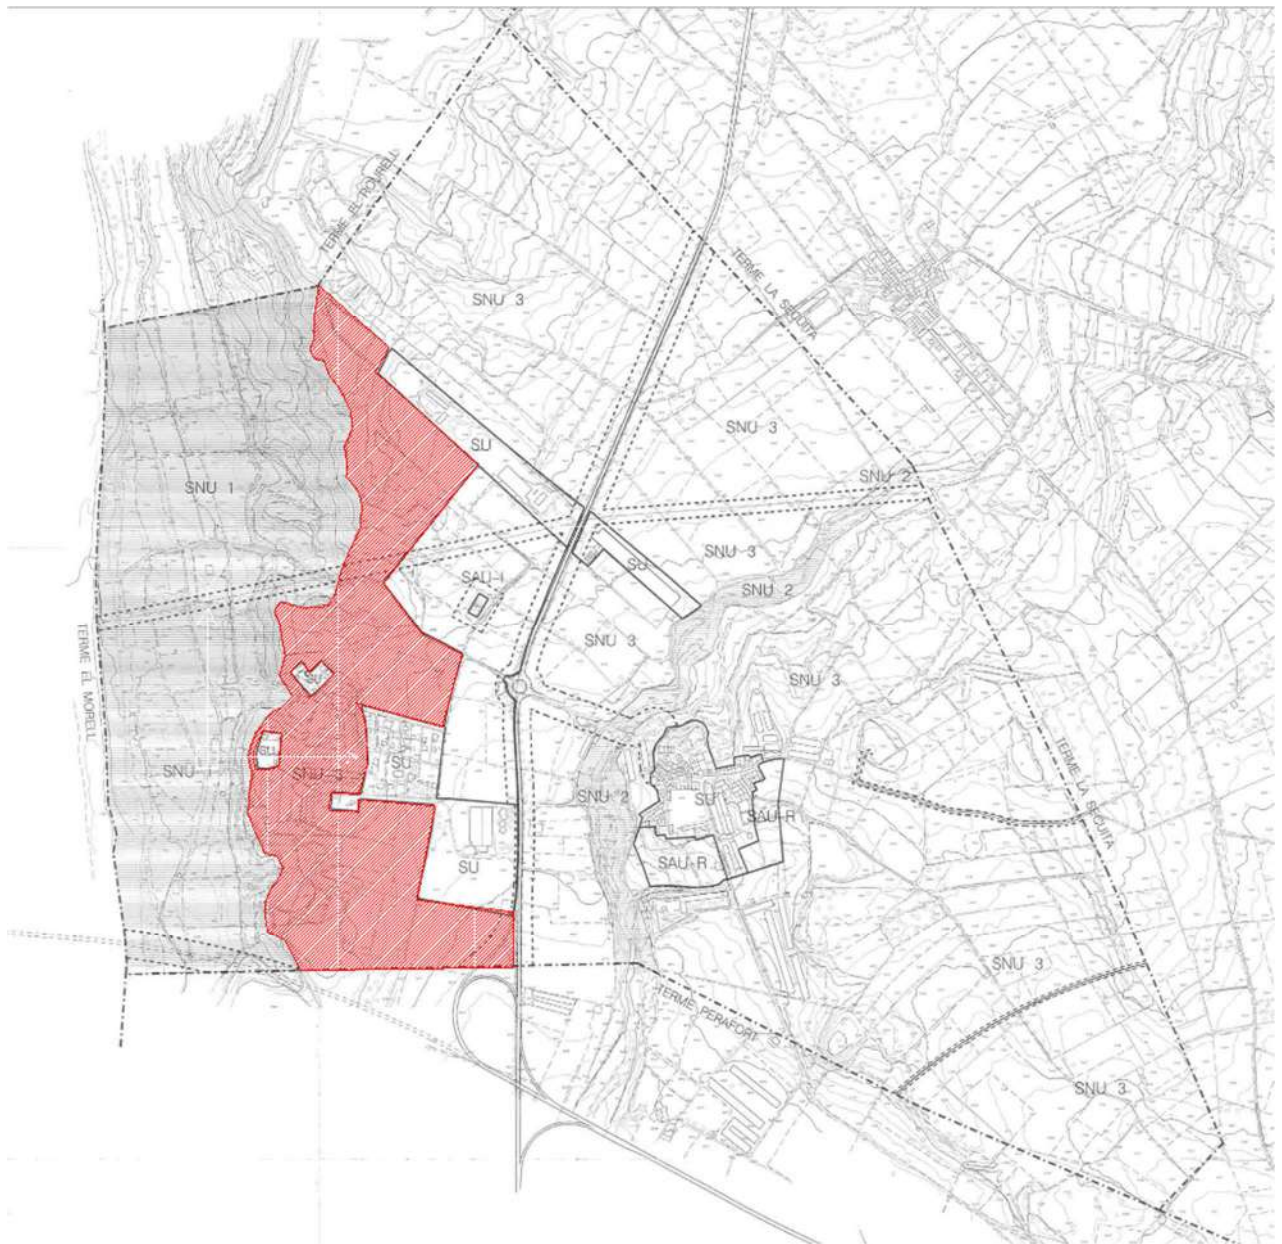 TERME EL ROURELL
TERME LA SECUITA
SNU 3
SNU 3
SU
SNU 2
SNU 1
SNU 3
SU
SAU-I
SNU 2
SNU 3
TERME EL MORELL
SU
SNU 3
SU
SNU 1
SNU 3
SU
SNU 2
SU
SAU-R
TERME LA SECUITA
SU
SAU-R
SNU 3
TERME PERAFORT
SNU 3